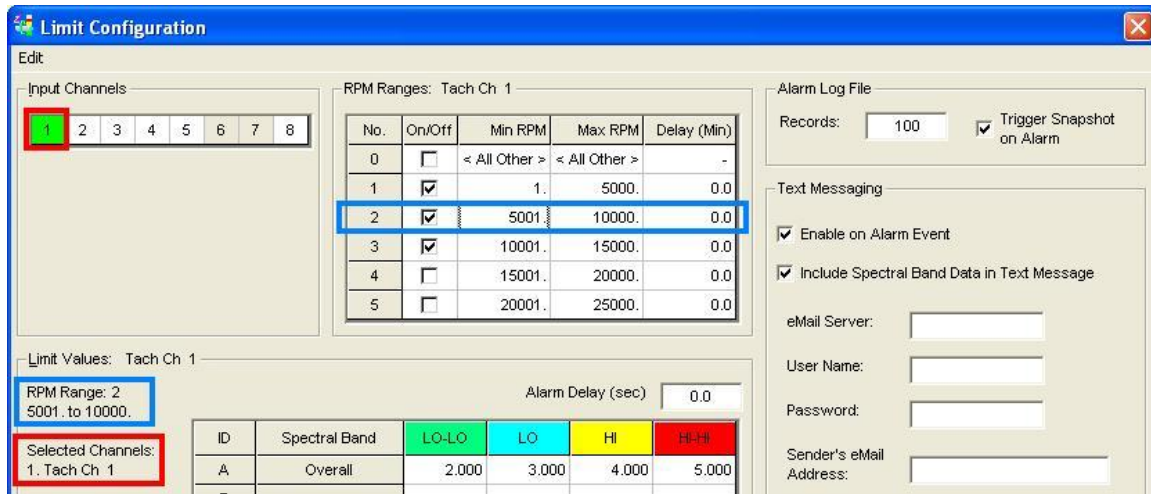 Limit Configuration
Edit
Input Channels
1 2 3 4 5 6 7 8
RPM Ranges: Tach Ch 1
No. On/Off Min RPM Max RPM Delay (Min)
0 < All Other > < All Other > -
1 1. 5000. 0.0
2 5001. 10000. 0.0
3 10001. 15000. 0.0
4 15001. 20000. 0.0
5 20001. 25000. 0.0
Alarm Log File
Records: 100 Trigger Snapshot
on Alarm
Text Messaging
Enable on Alarm Event
Include Spectral Band Data in Text Message
eMail Server:
User Name:
Password:
Sender's eMail
Address:
Limit Values: Tach Ch 1
RPM Range: 2
5001. to 10000.
Alarm Delay (sec) 0.0
Selected Channels:
1. Tach Ch 1
ID Spectral Band LO-LO LO HI HI-HI
A Overall 2.000 3.000 4.000 5.000